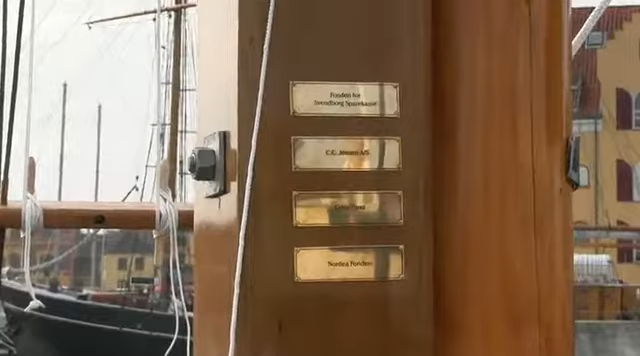 Fonden for
Svendborg Sparekasse
C.C. Jensen A/S
Nordea Fonden